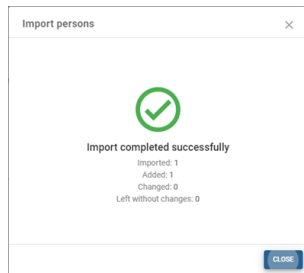 Import persons
Import completed successfully
Imported: 1
Added: 1
Changed: 0
Left without changes: 0
CLOSE